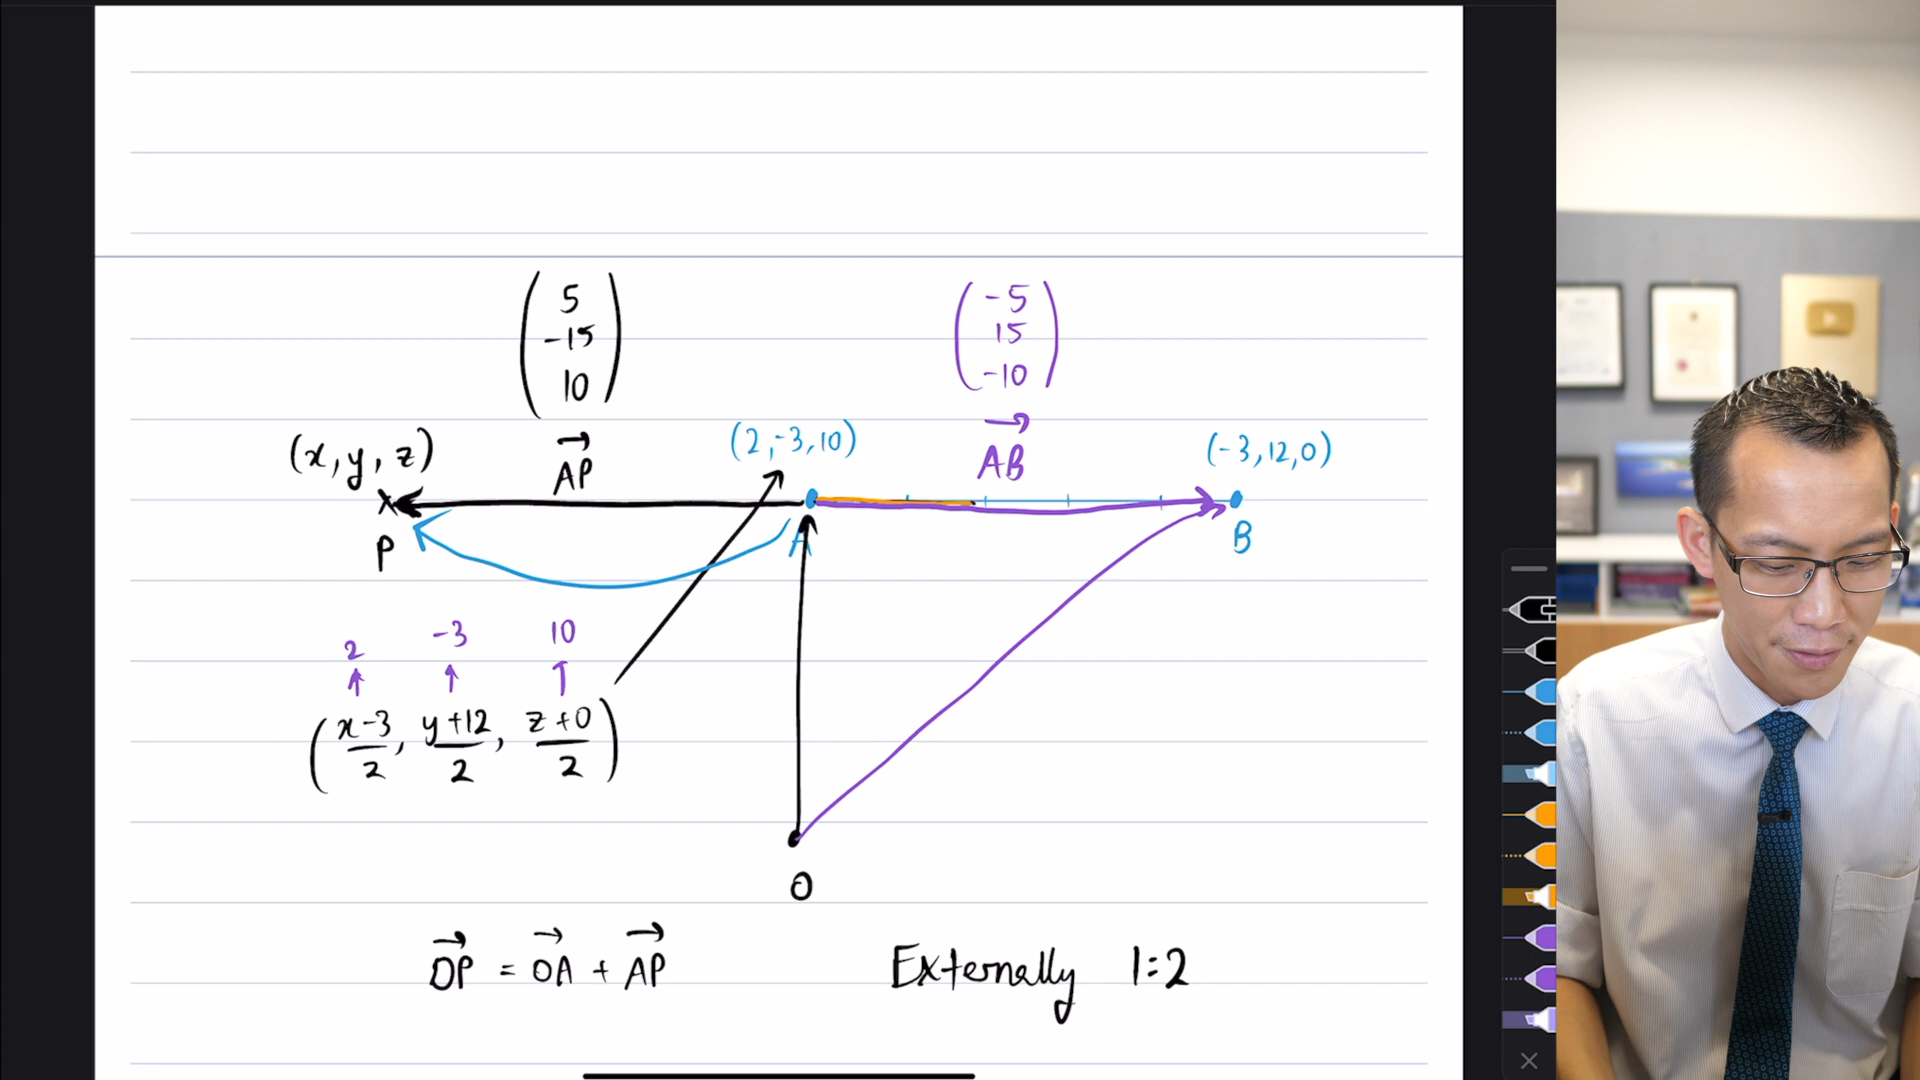 5
-15
10
-5
15
-10
(x, y, z)
AP
(2, -3, 10)
AB
(-3, 12, 0)
P
A
B
2 -3 10
(x-3/2, y+12/2, z+0/2)
O
OP = OA + AP
Externally 1:2